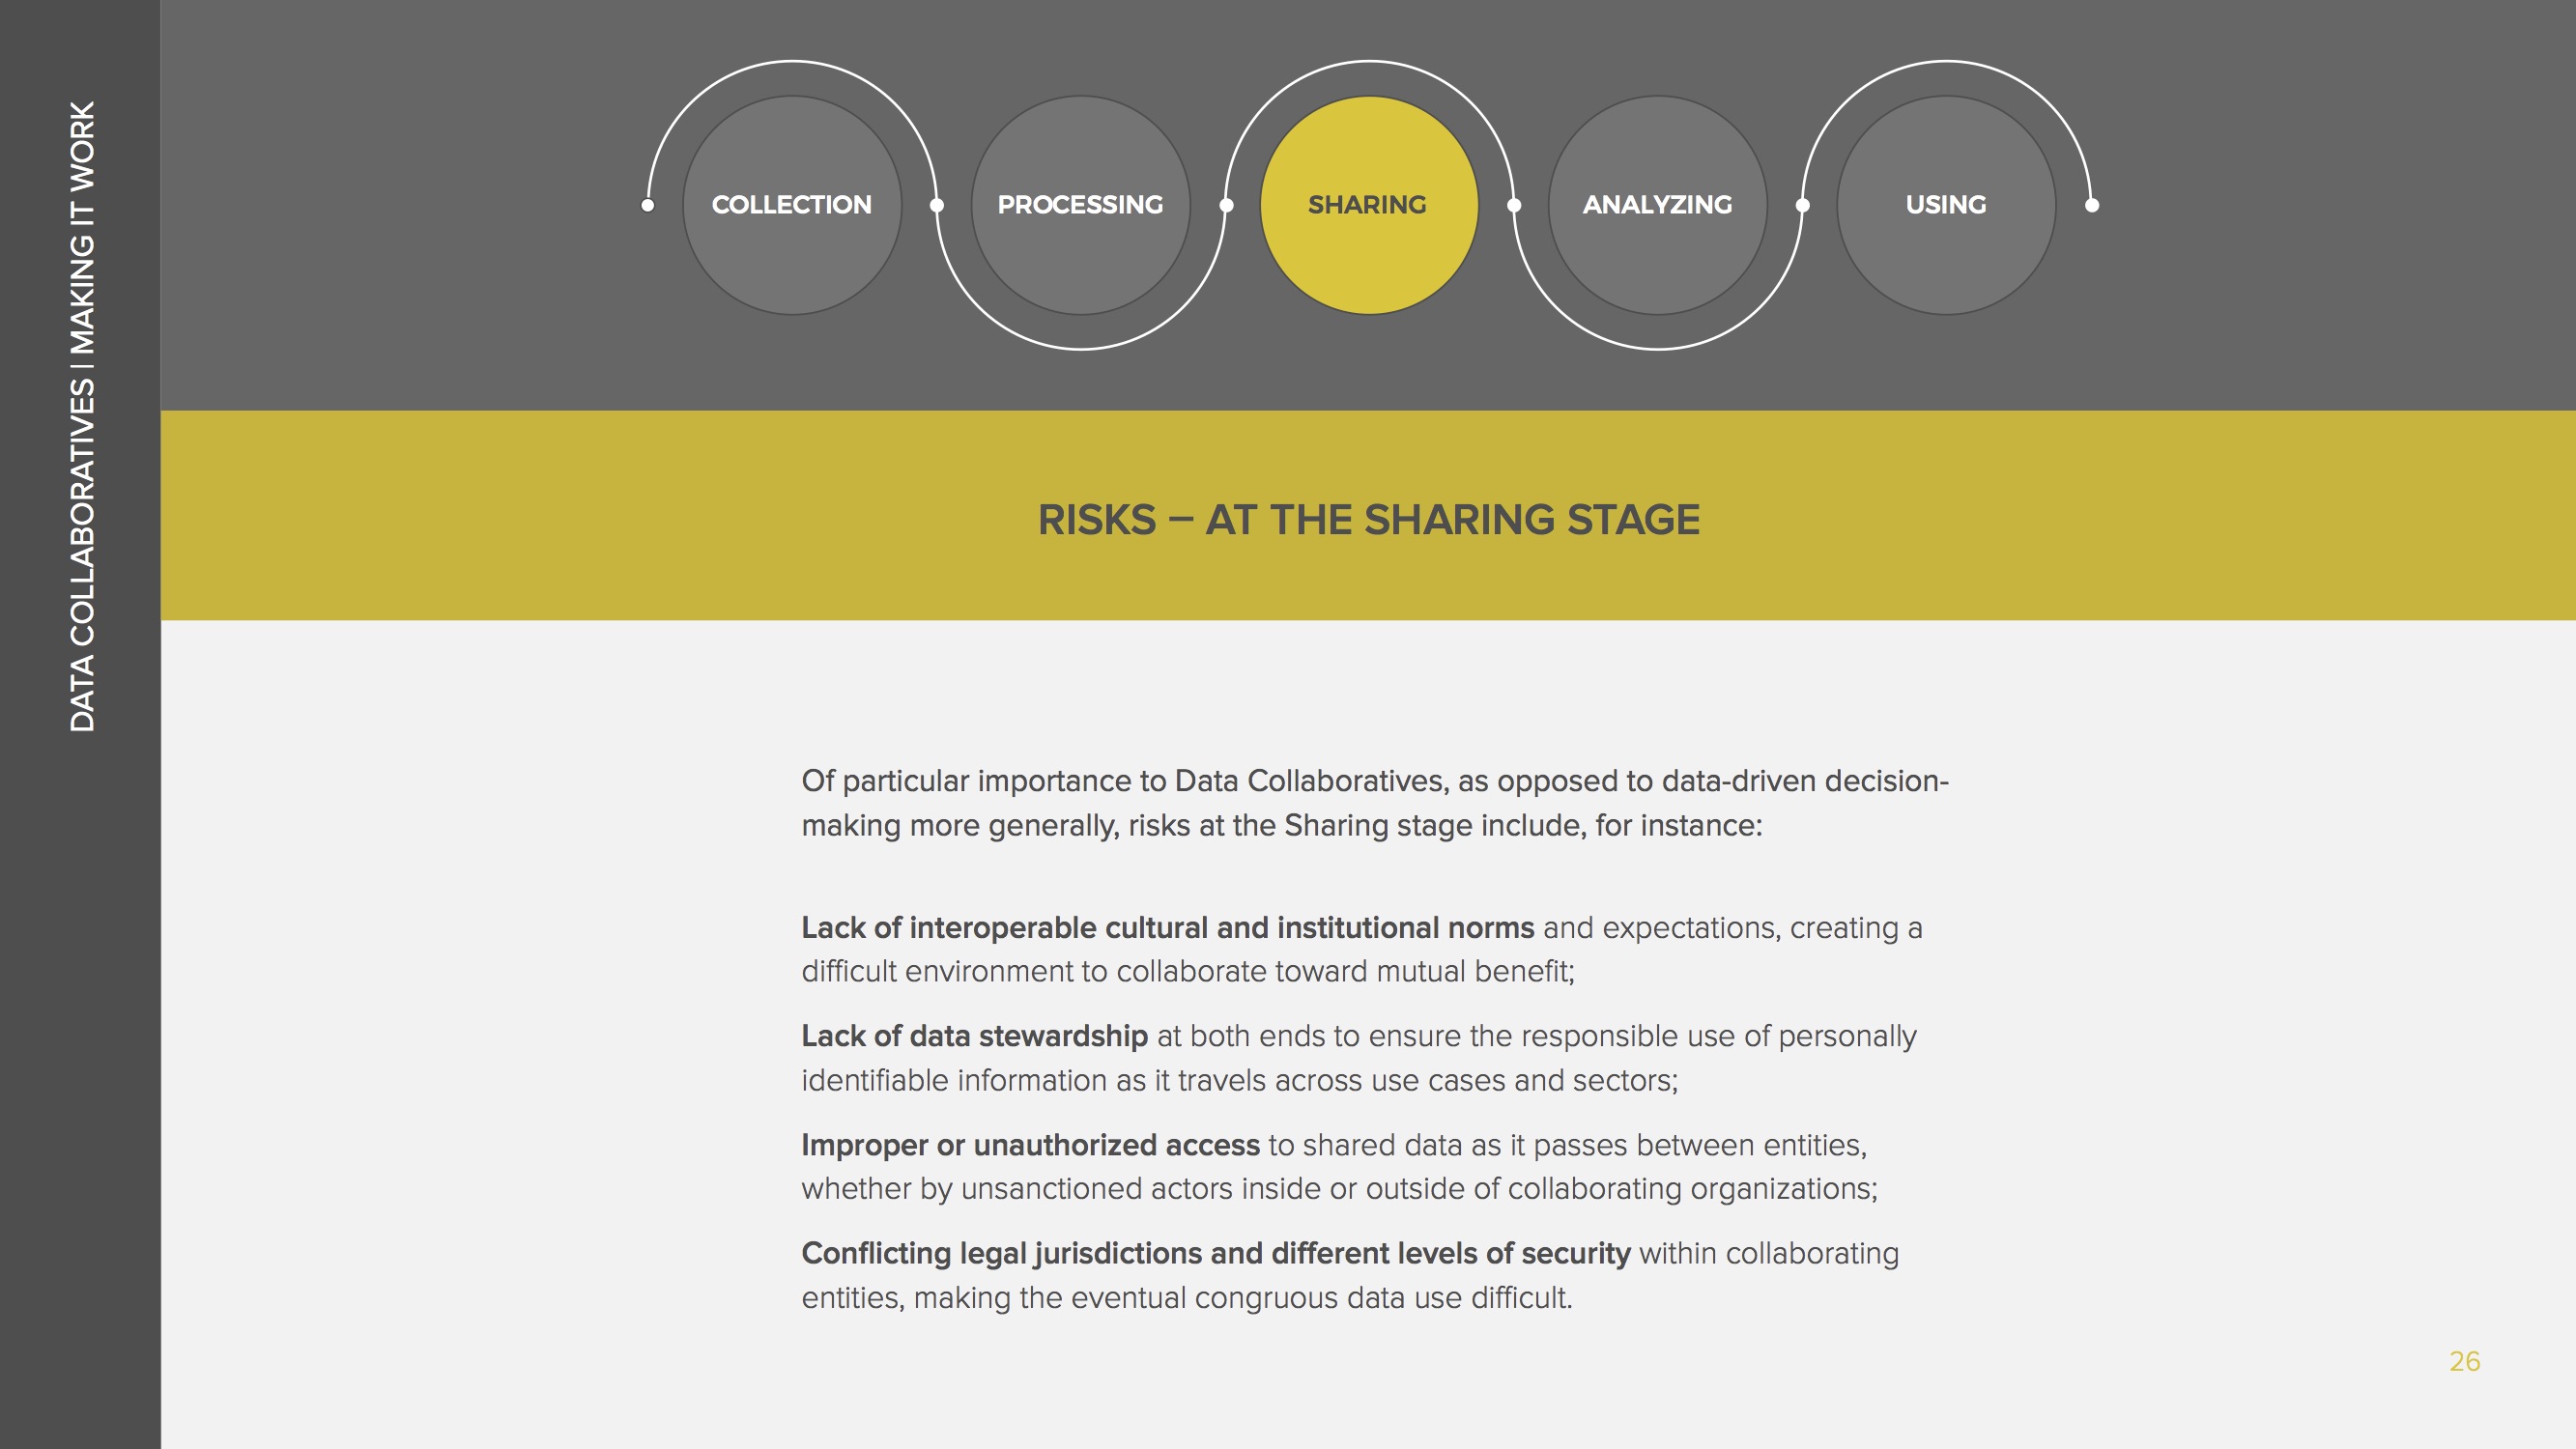 DATA COLLABORATIVES | MAKING IT WORK
COLLECTION
PROCESSING
SHARING
ANALYZING
USING
RISKS – AT THE SHARING STAGE
Of particular importance to Data Collaboratives, as opposed to data-driven decision-
making more generally, risks at the Sharing stage include, for instance:
Lack of interoperable cultural and institutional norms and expectations, creating a
difficult environment to collaborate toward mutual benefit;
Lack of data stewardship at both ends to ensure the responsible use of personally
identifiable information as it travels across use cases and sectors;
Improper or unauthorized access to shared data as it passes between entities,
whether by unsanctioned actors inside or outside of collaborating organizations;
Conflicting legal jurisdictions and different levels of security within collaborating
entities, making the eventual congruous data use difficult.
26